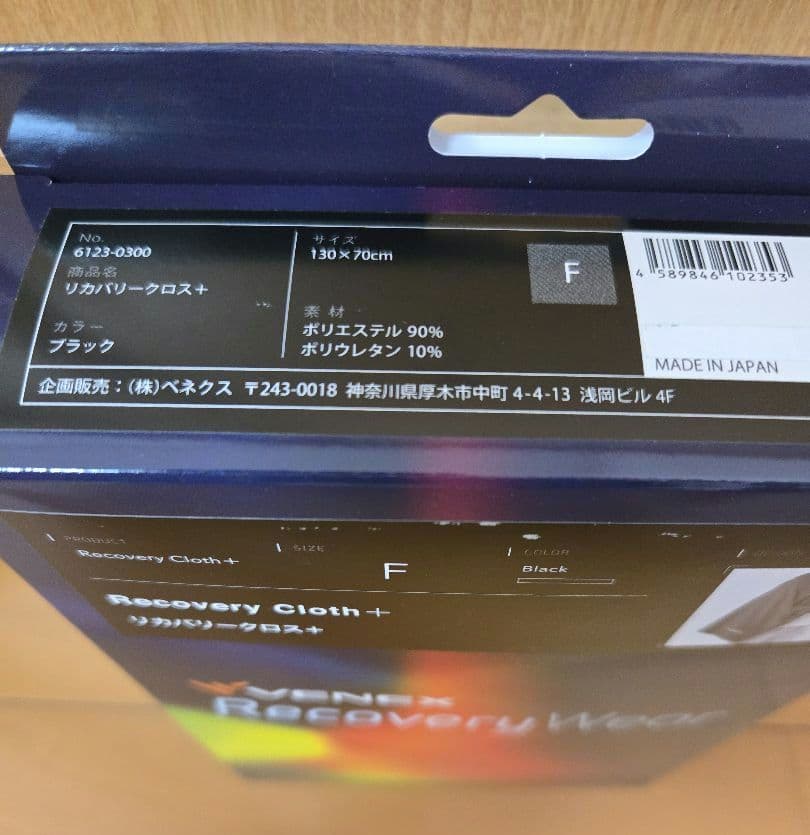 No.
6123-0300
商品名
リカバリークロス+
カラー
ブラック
サイズ
130×70cm
F
素材
ポリエステル 90%
ポリウレタン 10%
4 589846 102353
MADE IN JAPAN
企画販売:(株)ベネクス 〒243-0018 神奈川県厚木市中町 4-4-13 浅岡ビル 4F
PRODUCT
Recovery Cloth+
SIZE
F
COLOR
Black
Recovery Cloth+
リカバリークロス+
VENEX
Recovery Wear